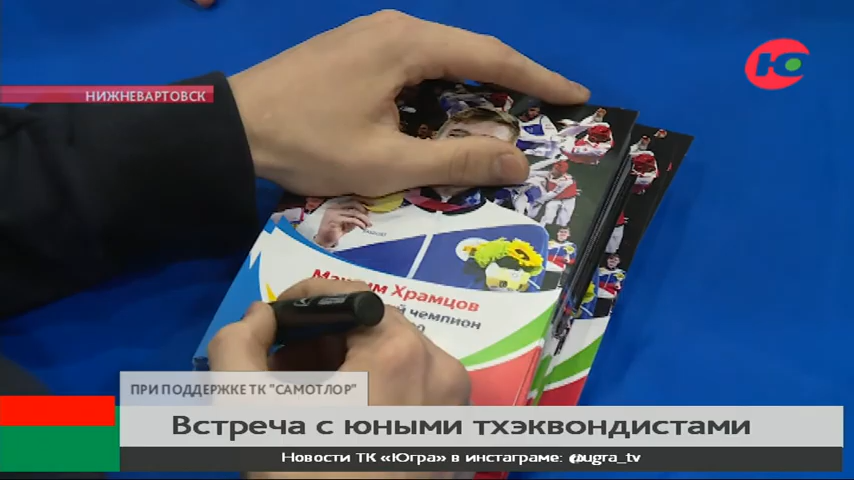 Ю
НИЖНЕВАРТОВСК
Максим Храмцов
чемпион
ПРИ ПОДДЕРЖКЕ ТК "САМОТЛОР"
Встреча с юными тхэквондистами
Новости ТК «Югра» в инстаграме: @ugra_tv